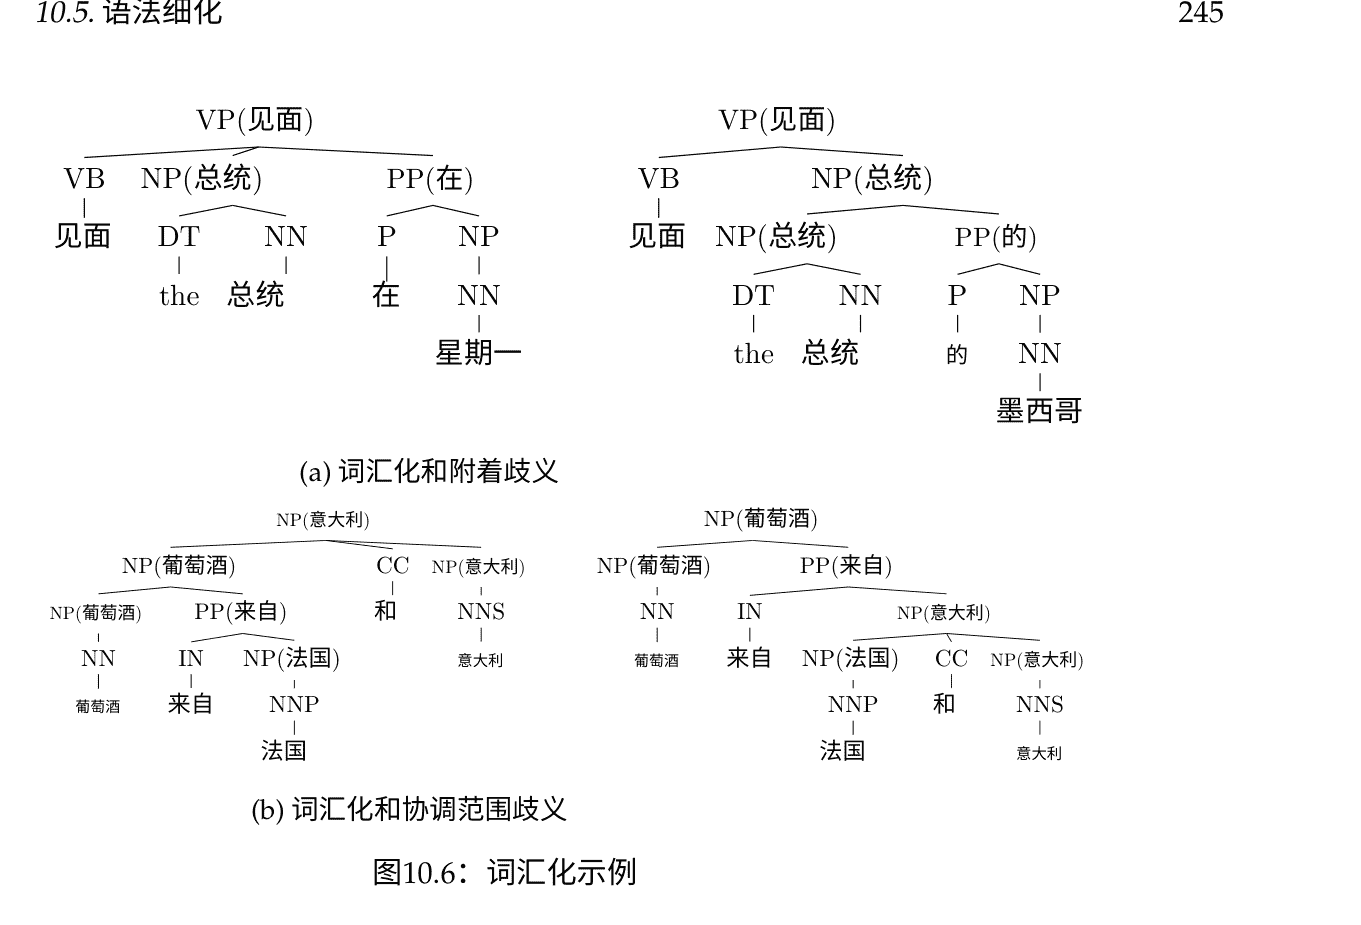 10.5. 语法细化 245
VP(见面) VP(见面)
VB NP(总统) PP(在) VB NP(总统)
见面 DT NN P NP 见面 NP(总统) PP(的)
the 总统 在 NN DT NN P NP
星期一 the 总统 的 NN
墨西哥
(a) 词汇化和附着歧义
NP(意大利) NP(葡萄酒)
NP(葡萄酒) CC NP(意大利) NP(葡萄酒) PP(来自)
NP(葡萄酒) PP(来自) 和 NNS NN IN NP(意大利)
NN IN NP(法国) 意大利 葡萄酒 来自 NP(法国) CC NP(意大利)
葡萄酒 来自 NNP NNP 和 NNS
法国 法国 意大利
(b) 词汇化和协调范围歧义
图10.6：词汇化示例